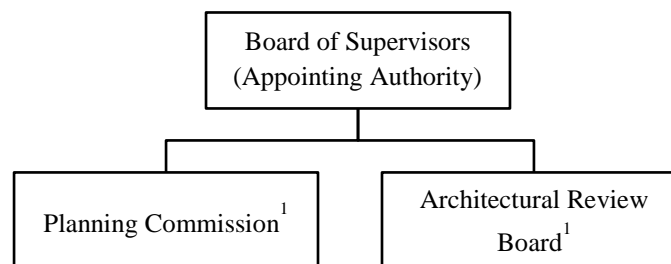 Board of Supervisors
(Appointing Authority)
Planning Commission¹
Architectural Review
Board¹